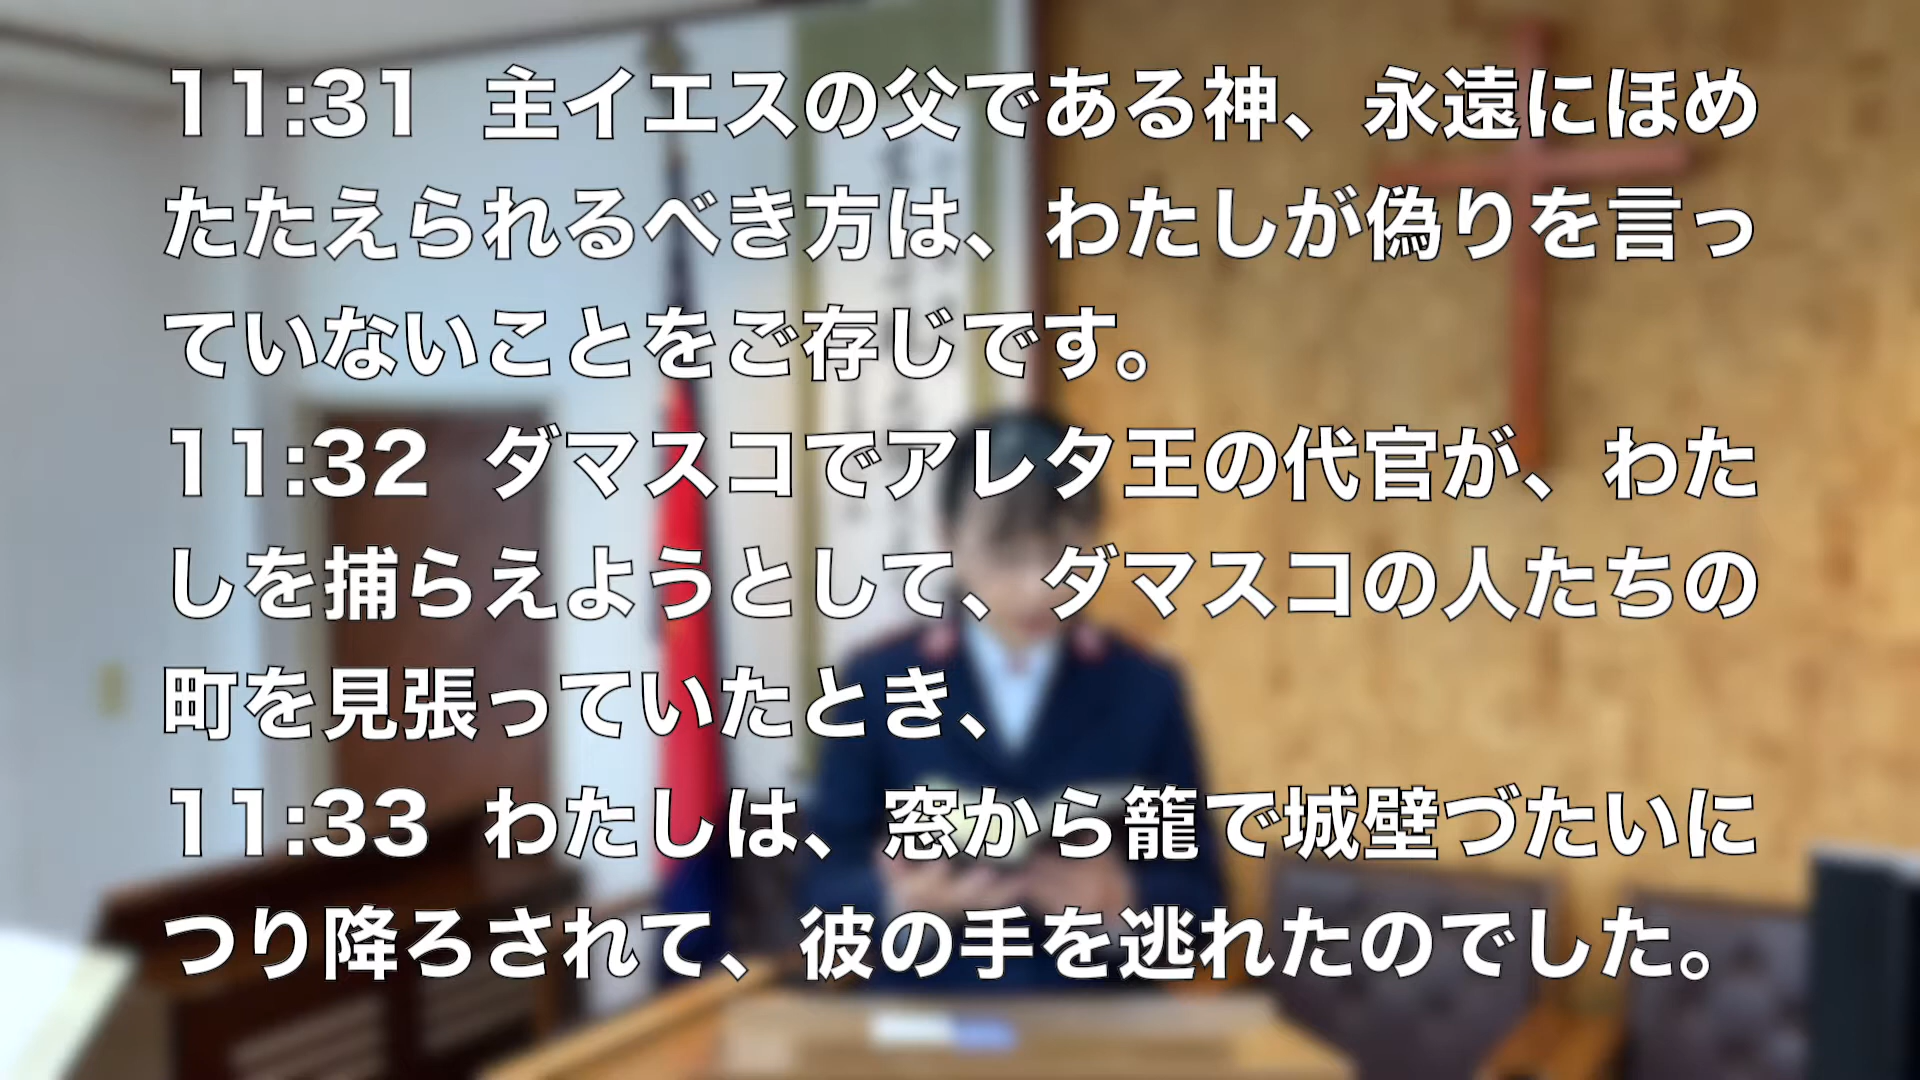 11:31 主イエスの父である神、永遠にほめ
たたえられるべき方は、わたしが偽りを言っ
ていないことをご存じです。
11:32 ダマスコでアレタ王の代官が、わた
しを捕らえようとして、ダマスコの人たちの
町を見張っていたとき、
11:33 わたしは、窓から籠で城壁づたいに
つり降ろされて、彼の手を逃れたのでした。